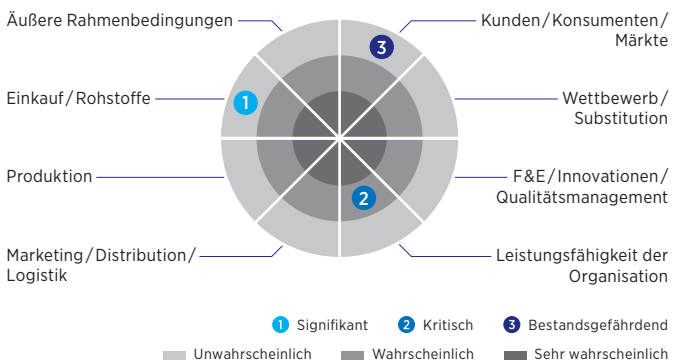 Äußere Rahmenbedingungen
Kunden/Konsumenten/
Märkte
3
Einkauf/Rohstoffe
1
Wettbewerb/
Substitution
Produktion
F&E/Innovationen/
Qualitätsmanagement
2
Marketing/Distribution/
Logistik
Leistungsfähigkeit der
Organisation
1 Signifikant 2 Kritisch 3 Bestandsgefährdend
Unwahrscheinlich Wahrscheinlich Sehr wahrscheinlich